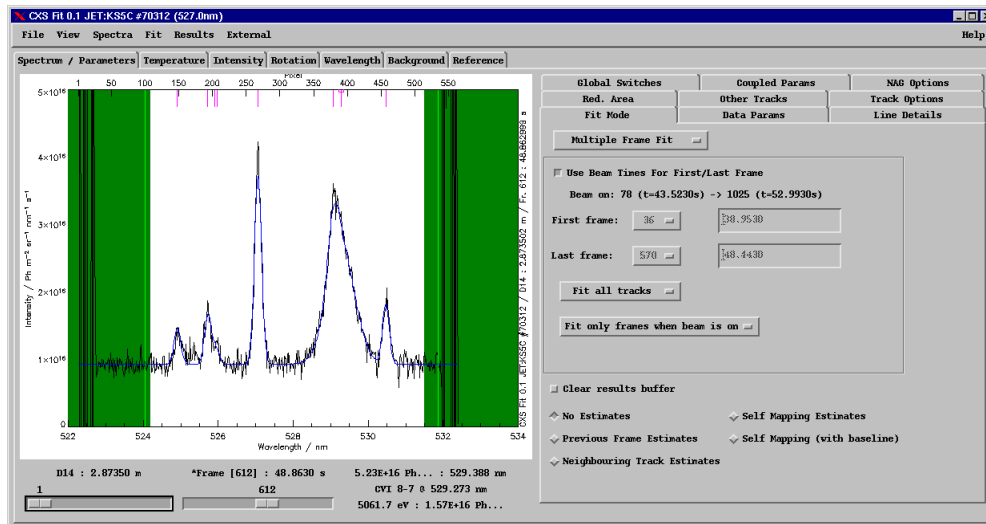 CXS Fit 0.1 JET:KS5C #70312 (527.0nm)
File View Spectra Fit Results External Help
Spectrum / Parameters Temperature Intensity Rotation Wavelength Background Reference
Pixel
1 50 100 150 200 250 300 350 400 450 500 550
5×10¹⁶
4×10¹⁶
3×10¹⁶
2×10¹⁶
1×10¹⁶
0
Intensity / Ph m⁻² sr⁻¹ nm⁻¹ s⁻¹
522 524 526 528 530 532 534
Wavelength / nm
CXS Fit 0.1 JET:KS5C #70312 / D14 : 2.873502 m / Fr. 612 : 48.862999 s
D14 : 2.87350 m *Frame [612] : 48.8630 s 5.23E+16 Ph... : 529.388 nm
1 612 CVI 8-7 @ 529.273 nm
5061.7 eV : 1.57E+16 Ph...
Global Switches Coupled Params NAG Options
Red. Area Other Tracks Track Options
Fit Mode Data Params Line Details
Multiple Frame Fit
Use Beam Times For First/Last Frame
Beam on: 78 (t=43.5230s) -> 1025 (t=52.9930s)
First frame: 36 38.9530
Last frame: 570 48.4430
Fit all tracks
Fit only frames when beam is on
Clear results buffer
No Estimates Self Mapping Estimates
Previous Frame Estimates Self Mapping (with baseline)
Neighbouring Track Estimates